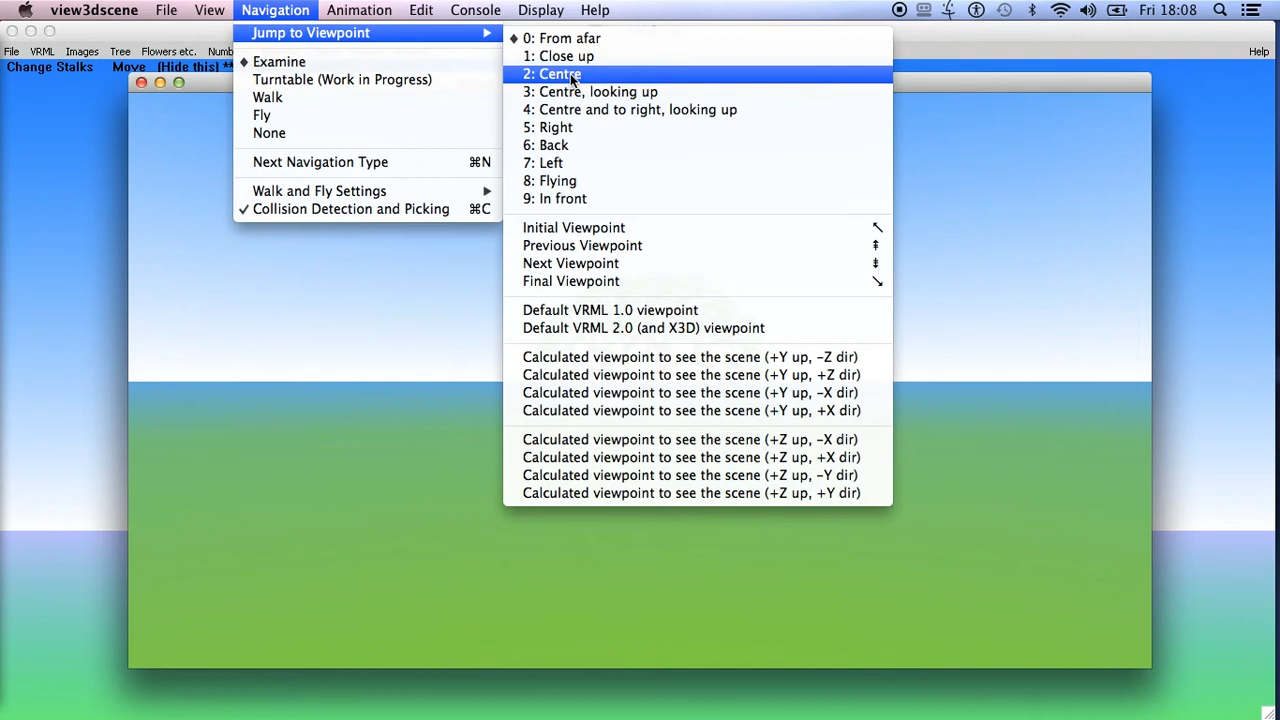 view3dscene File View Navigation Animation Edit Console Display Help Fri 18:08
File VRML Images Trees Flowers etc. Help
Change Stalks Move [Hide this] **
Jump to Viewpoint
Examine
Turntable (Work in Progress)
Walk
Fly
None
Next Navigation Type ⌘N
Walk and Fly Settings
Collision Detection and Picking ⌘C
0: From afar
1: Close up
2: Centre
3: Centre, looking up
4: Centre and to right, looking up
5: Right
6: Back
7: Left
8: Flying
9: In front
Initial Viewpoint
Previous Viewpoint
Next Viewpoint
Final Viewpoint
Default VRML 1.0 viewpoint
Default VRML 2.0 (and X3D) viewpoint
Calculated viewpoint to see the scene (+Y up, -Z dir)
Calculated viewpoint to see the scene (+Y up, +Z dir)
Calculated viewpoint to see the scene (+Y up, -X dir)
Calculated viewpoint to see the scene (+Y up, +X dir)
Calculated viewpoint to see the scene (+Z up, -X dir)
Calculated viewpoint to see the scene (+Z up, +X dir)
Calculated viewpoint to see the scene (+Z up, -Y dir)
Calculated viewpoint to see the scene (+Z up, +Y dir)